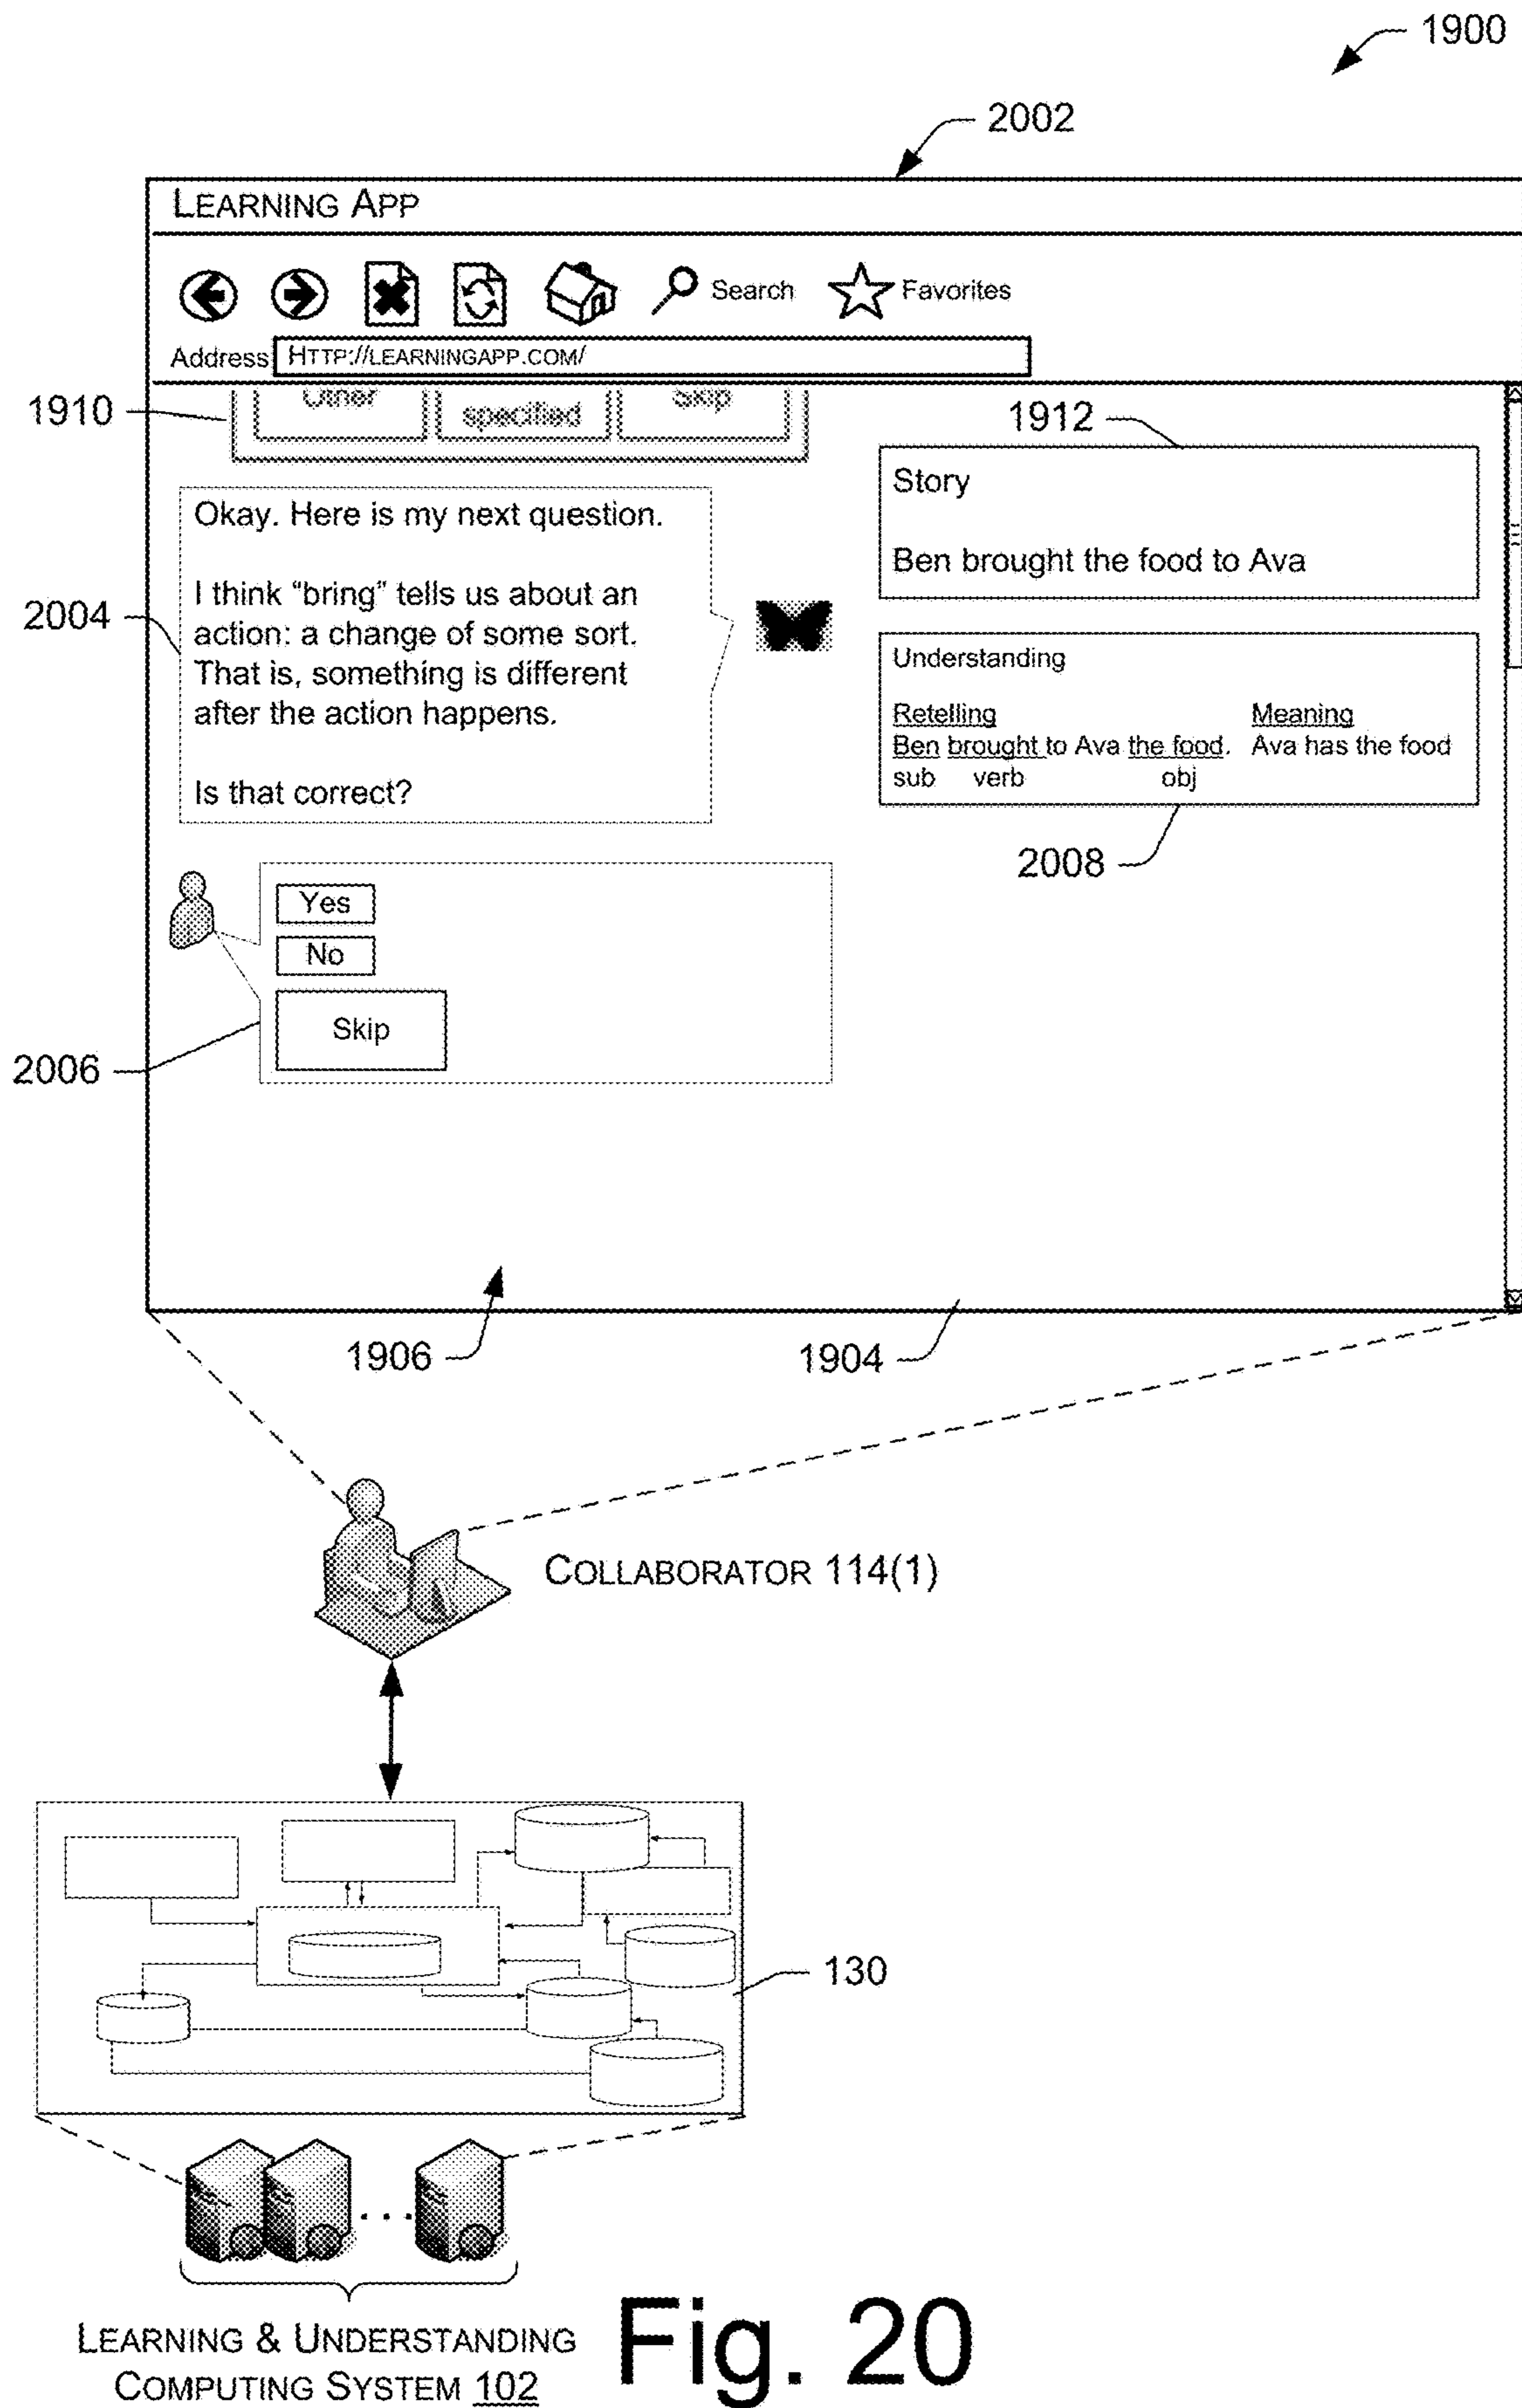 1900
2002
LEARNING APP
Search
Favorites
Address
HTTP://LEARNINGAPP.COM/
1910
Other
specified
Skip
1912
Story
Ben brought the food to Ava
2004
Okay. Here is my next question.
I think “bring” tells us about an
action: a change of some sort.
That is, something is different
after the action happens.
Is that correct?
Understanding
Retelling Meaning
Ben brought to Ava the food. Ava has the food
sub verb obj
2008
Yes
No
Skip
2006
1906
1904
COLLABORATOR 114(1)
130
LEARNING & UNDERSTANDING
COMPUTING SYSTEM 102
Fig. 20